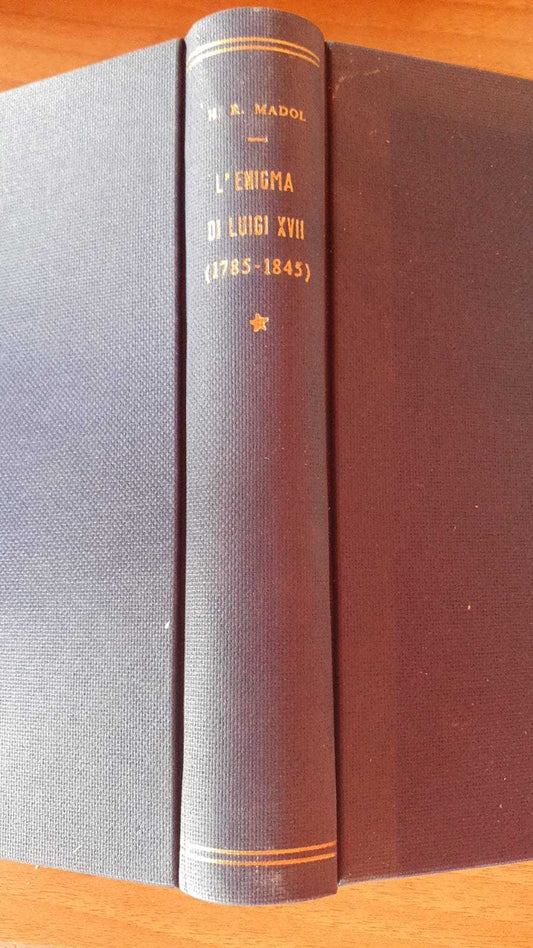 H. R. MADOL
L'ENIGMA
DI LUIGI XVII
(1785-1845)